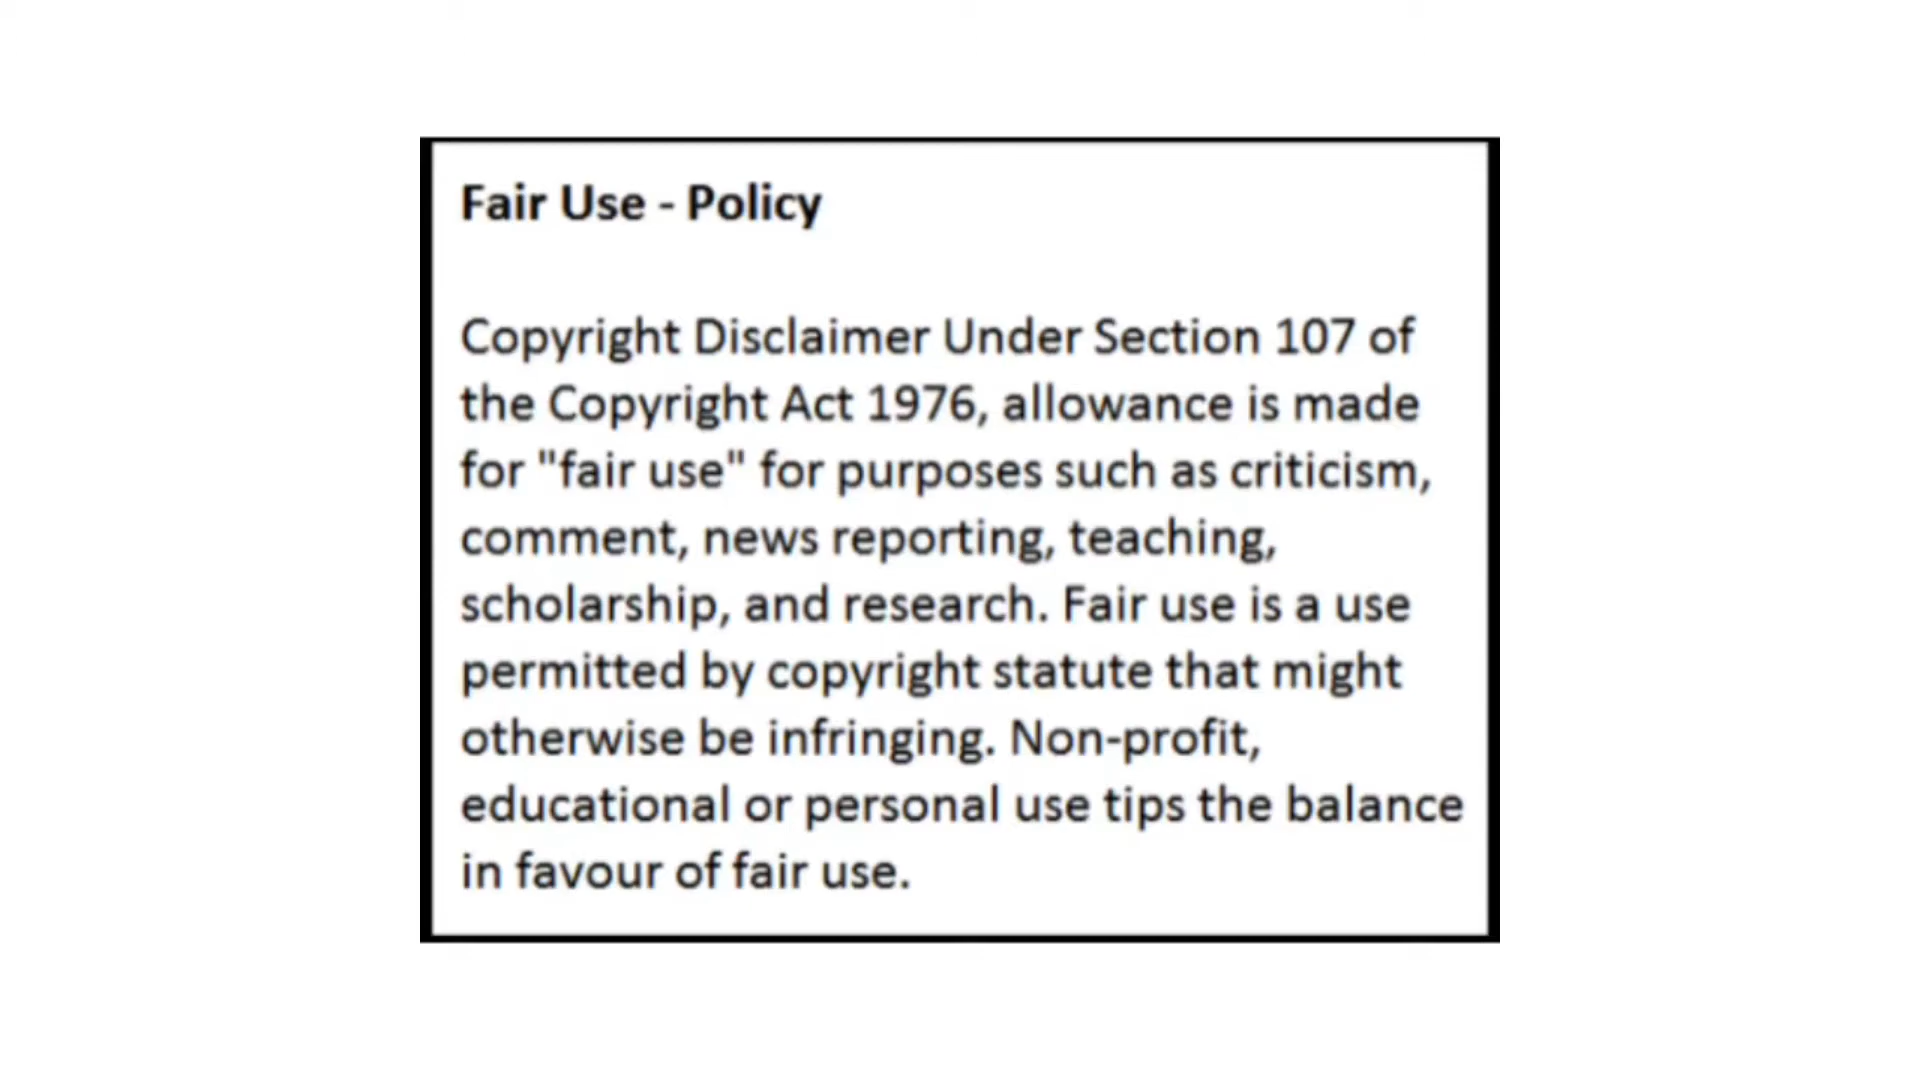 Fair Use - Policy
Copyright Disclaimer Under Section 107 of
the Copyright Act 1976, allowance is made
for "fair use" for purposes such as criticism,
comment, news reporting, teaching,
scholarship, and research. Fair use is a use
permitted by copyright statute that might
otherwise be infringing. Non-profit,
educational or personal use tips the balance
in favour of fair use.